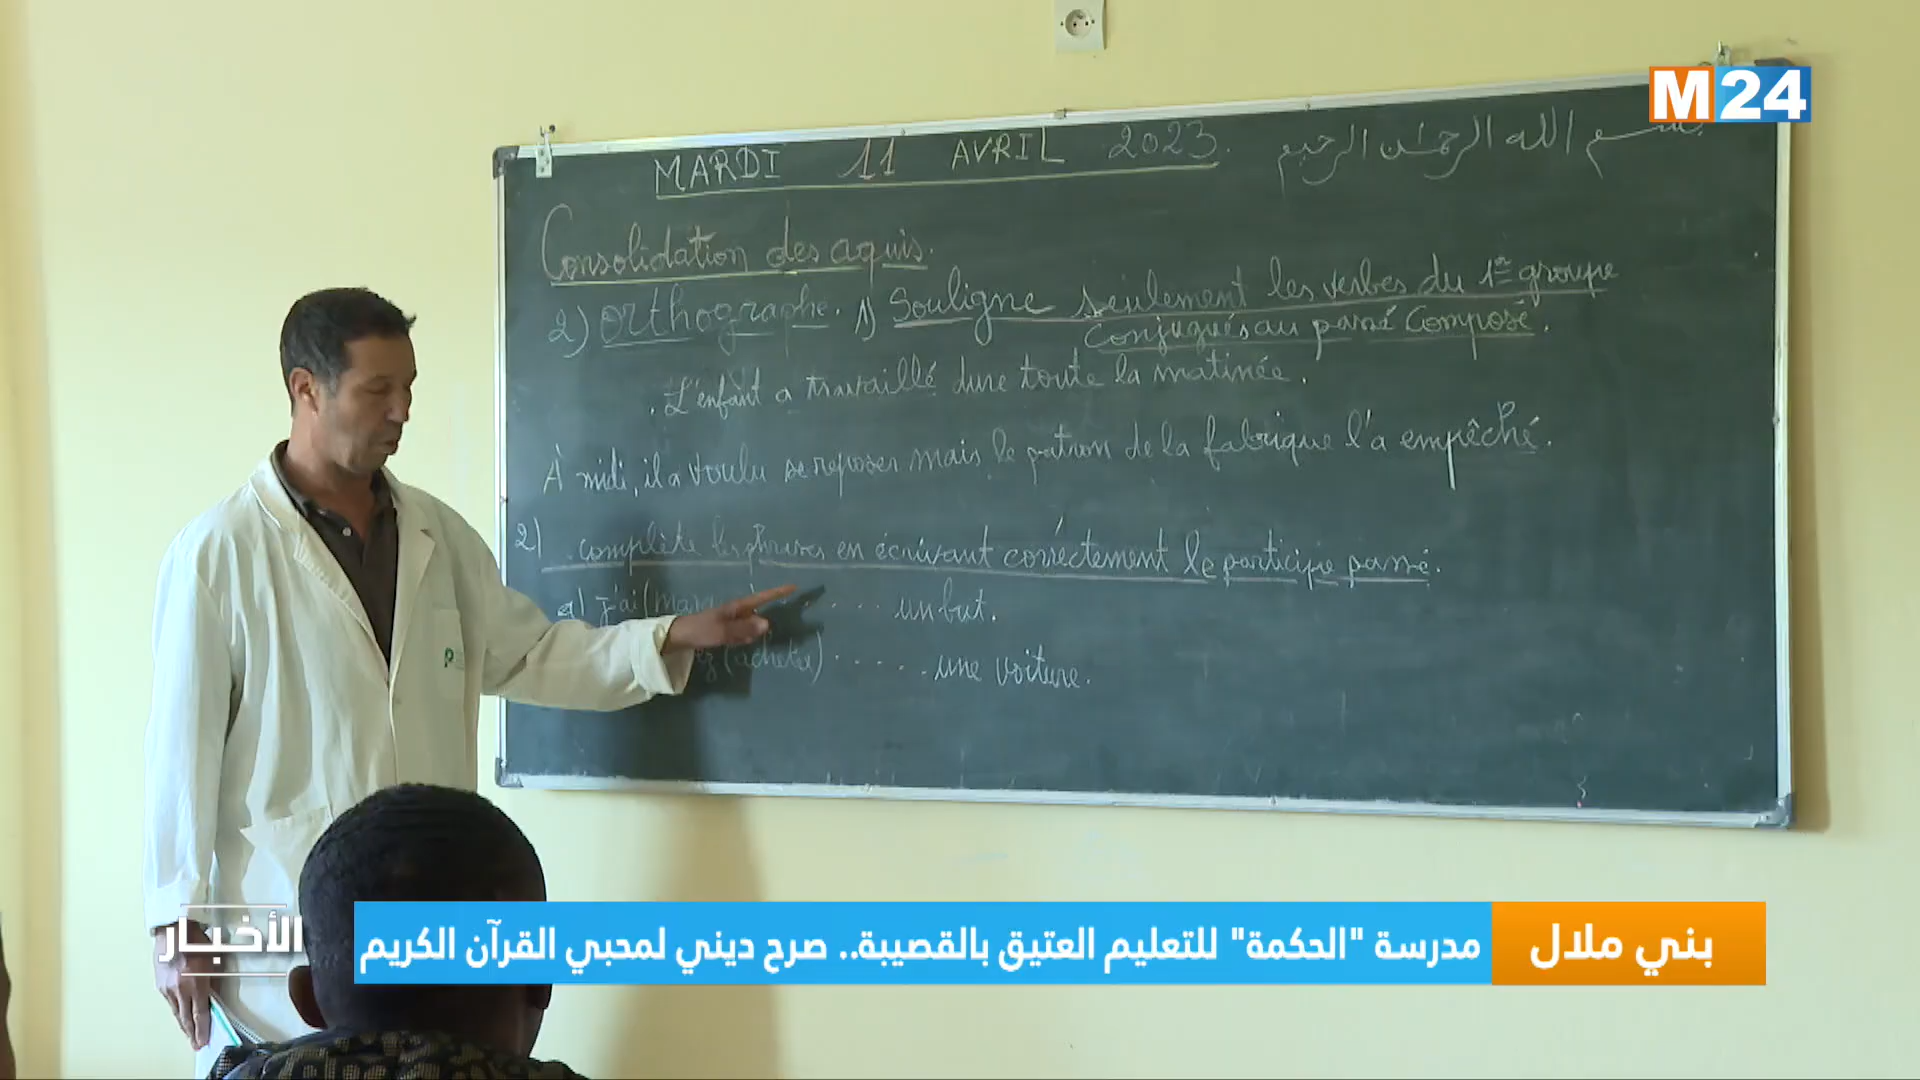 M24
MARDI 11 AVRIL 2023. بسم الله الرحمن الرحيم
Consolidation des aquis.
2) Orthographe. 1) Souligne seulement les verbes du 1er groupe
conjugués au passé composé.
. L'enfant a travaillé dure toute la matinée.
À midi, il a voulu se reposer mais le patron de la fabrique l'a empêché.
2) . complète les phrases en écrivant corréctement le participe passé.
a) j'ai ( ..... un but.
(acheter) ...... une voiture.
بني ملال
مدرسة "الحكمة" للتعليم العتيق بالقصيبة.. صرح ديني لمحبي القرآن الكريم
الأخبار